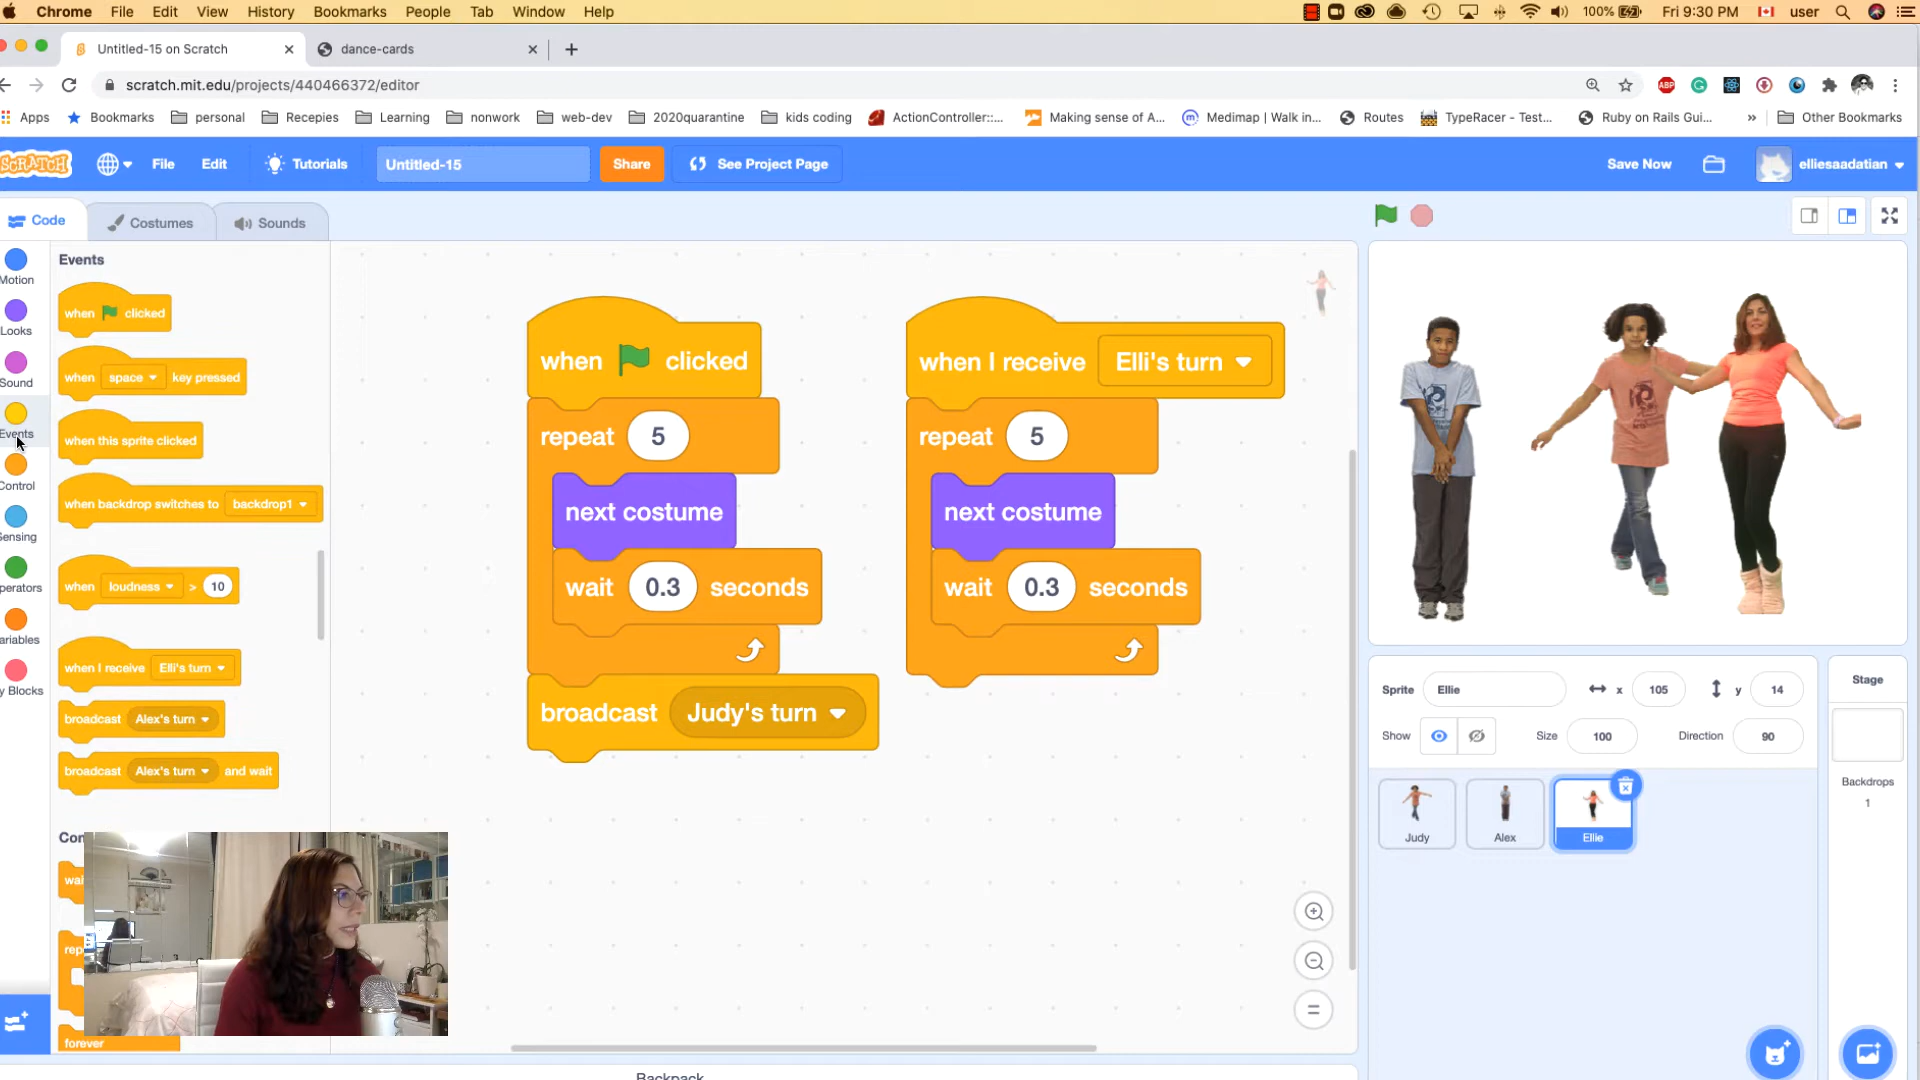 Chrome File Edit View History Bookmarks People Tab Window Help 100% Fri 9:30 PM user
Untitled-15 on Scratch dance-cards
scratch.mit.edu/projects/440466372/editor ABP
Apps Bookmarks personal Recepies Learning nonwork web-dev 2020quarantine kids coding ActionController::... Making sense of A... Medimap | Walk in... Routes TypeRacer - Test... Ruby on Rails Gui... » Other Bookmarks
SCRATCH File Edit Tutorials Untitled-15 Share See Project Page Save Now elliesaadatian
Code Costumes Sounds
Motion
Looks
Sound
Events
Control
Sensing
perators
ariables
y Blocks
Events
when clicked
when space key pressed
when this sprite clicked
when backdrop switches to backdrop1
when loudness > 10
when I receive Elli's turn
broadcast Alex's turn
broadcast Alex's turn and wait
Con
wai
rep
forever
when clicked
repeat 5
next costume
wait 0.3 seconds
broadcast Judy's turn
when I receive Elli's turn
repeat 5
next costume
wait 0.3 seconds
Backpack
Sprite Ellie x 105 y 14
Show Size 100 Direction 90
Judy Alex Ellie
Stage
Backdrops
1